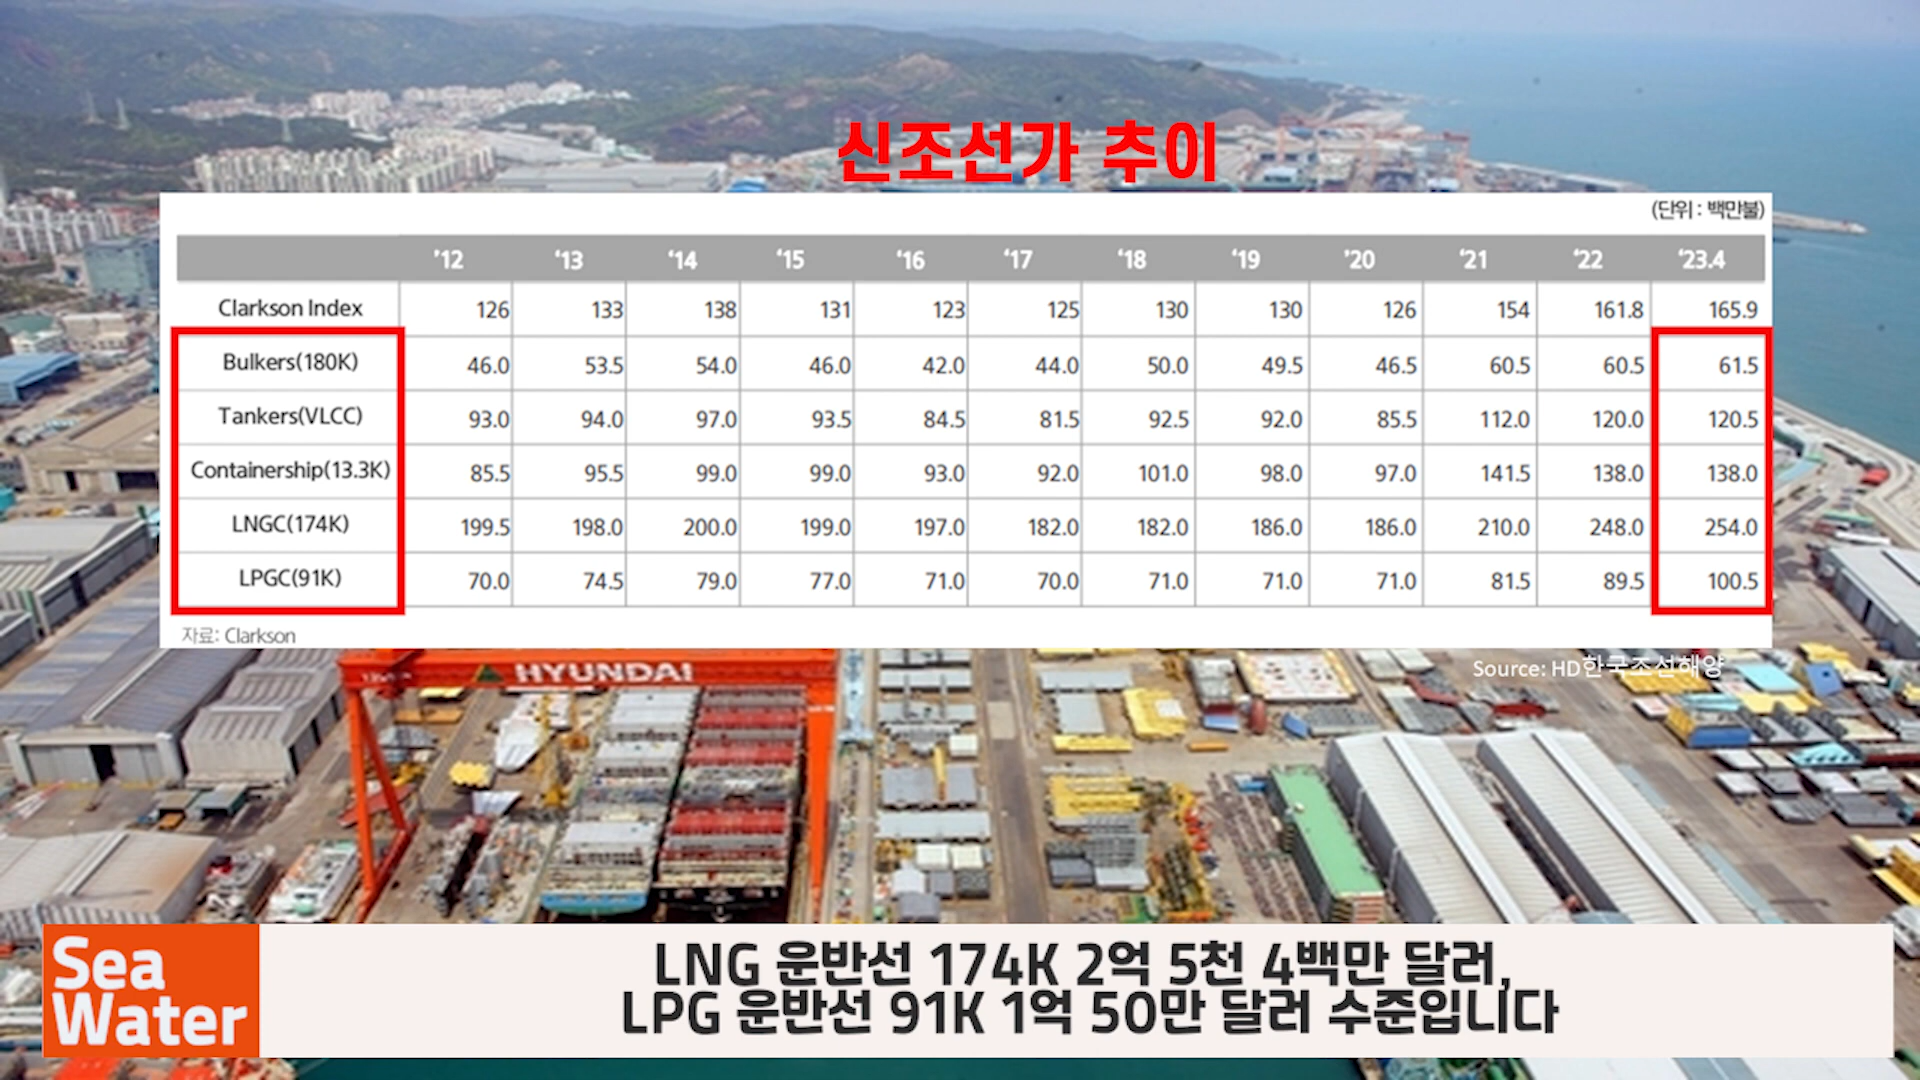 신조선가 추이
(단위 : 백만불)
’12 ‘13 ‘14 ‘15 ‘16 ‘17 ‘18 ‘19 ’20 ‘21 ‘22 ‘23.4
Clarkson Index 126 133 138 131 123 125 130 130 126 154 161.8 165.9
Bulkers(180K) 46.0 53.5 54.0 46.0 42.0 44.0 50.0 49.5 46.5 60.5 60.5 61.5
Tankers(VLCC) 93.0 94.0 97.0 93.5 84.5 81.5 92.5 92.0 85.5 112.0 120.0 120.5
Containership(13.3K) 85.5 95.5 99.0 99.0 93.0 92.0 101.0 98.0 97.0 141.5 138.0 138.0
LNGC(174K) 199.5 198.0 200.0 199.0 197.0 182.0 182.0 186.0 186.0 210.0 248.0 254.0
LPGC(91K) 70.0 74.5 79.0 77.0 71.0 70.0 71.0 71.0 71.0 81.5 89.5 100.5
자료: Clarkson
Source: HD한국조선해양
HYUNDAI
Sea
Water
LNG 운반선 174K 2억 5천 4백만 달러,
LPG 운반선 91K 1억 50만 달러 수준입니다